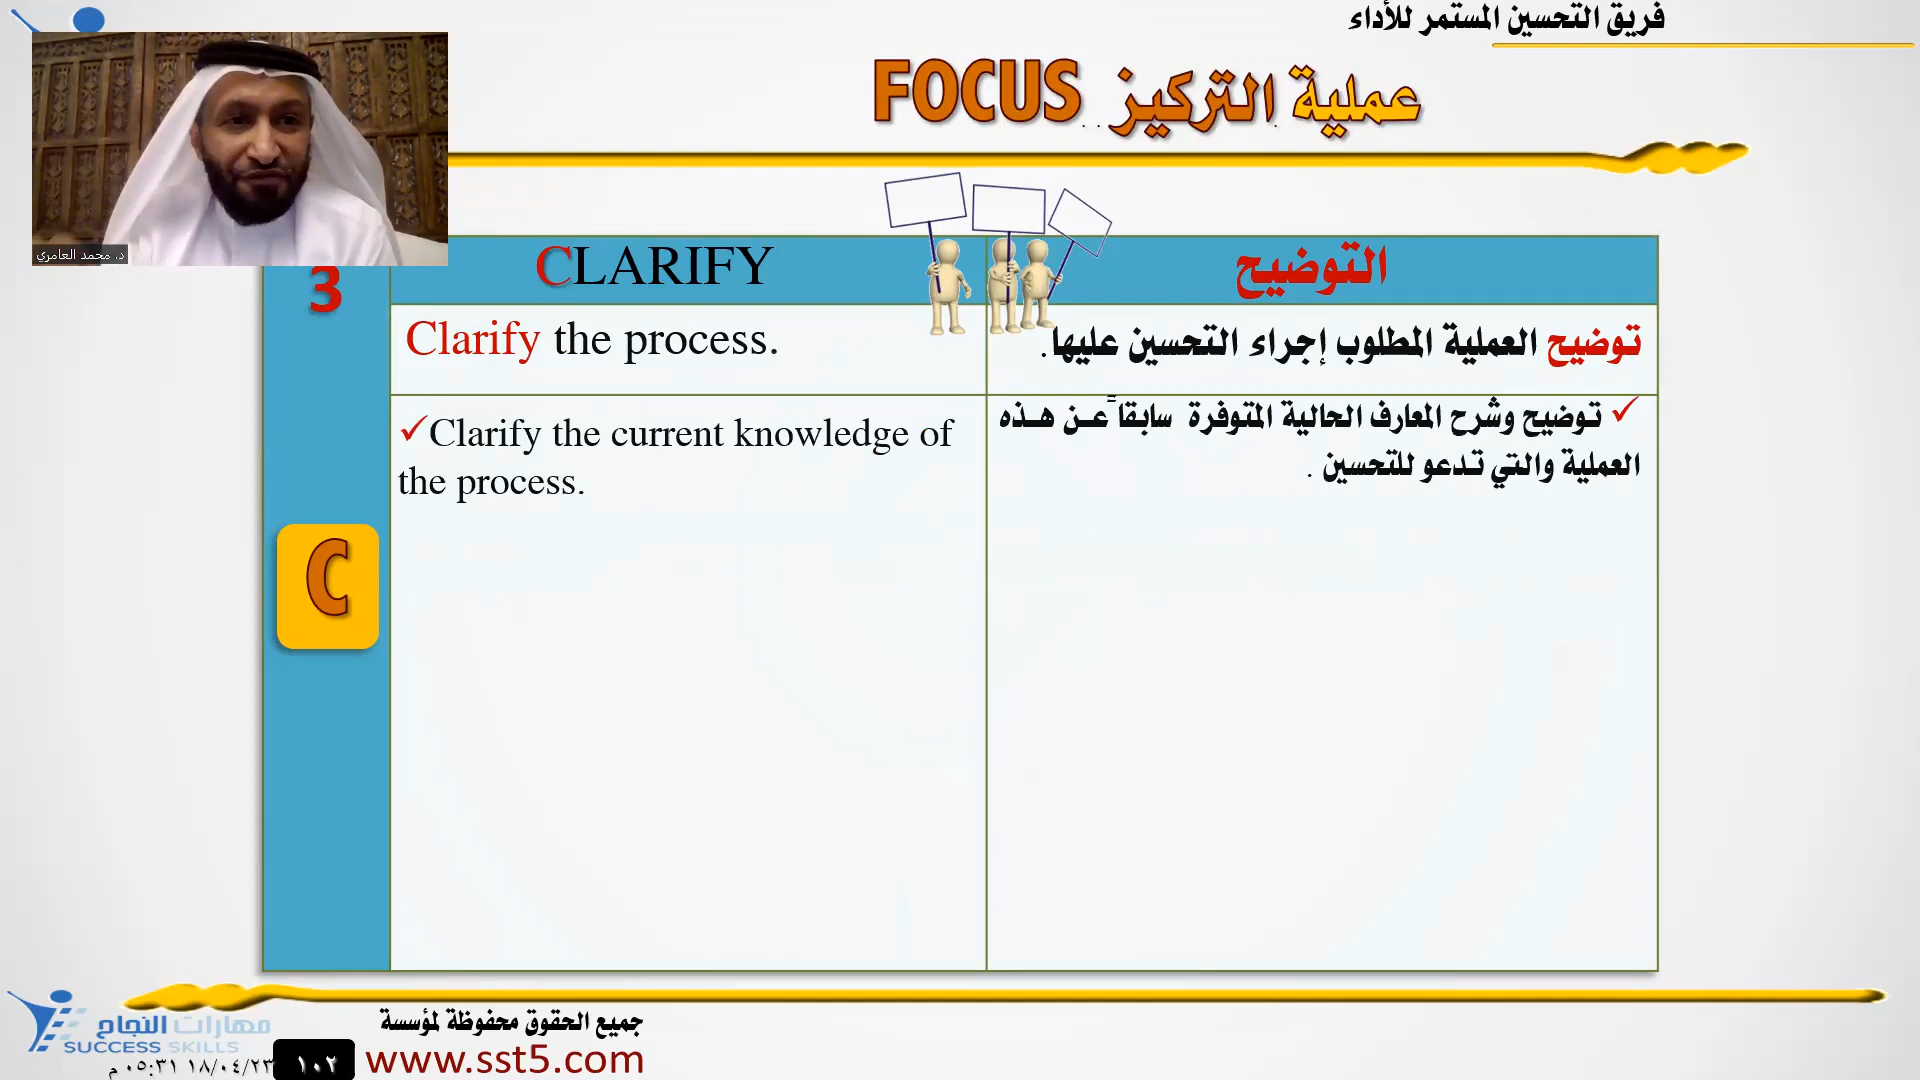 فريق التحسين المستمر للأداء
عملية التركيز .. FOCUS
د. محمد العامري
3
CLARIFY
التوضيح
Clarify the process.
توضيح العملية المطلوب إجراء التحسين عليها.
✓Clarify the current knowledge of
the process.
✓ توضيح وشرح المعارف الحالية المتوفرة سابقاً عن هذه
العملية والتي تدعو للتحسين .
C
مهارات النجاح
SUCCESS SKILLS
١٨/٠٤/٢٣ ٠٥:٣١ م
١٠٢
جميع الحقوق محفوظة لمؤسسة
www.sst5.com